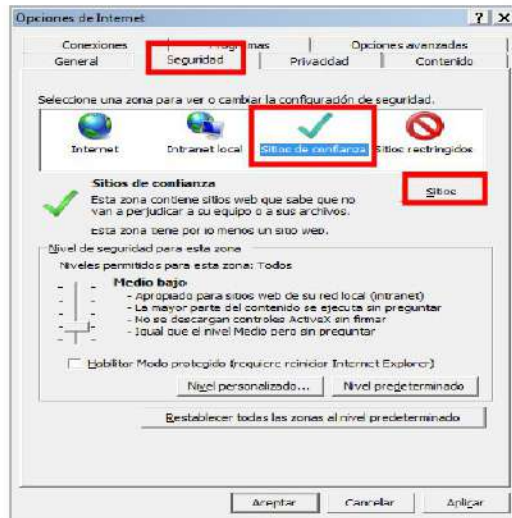 Opciones de Internet
Conexiones Programas Opciones avanzadas
General Seguridad Privacidad Contenido
Seleccione una zona para ver o cambiar la configuración de seguridad.
Internet Intranet local Sitios de confianza Sitios restringidos
Sitios de confianza
Sitios
Esta zona contiene sitios web que sabe que no
van a perjudicar a su equipo o a sus archivos.
Esta zona tiene por lo menos un sitio web.
Nivel de seguridad para esta zona
Niveles permitidos para esta zona: Todos
Medio bajo
- Apropiado para sitios web de su red local (intranet)
- La mayor parte del contenido se ejecuta sin preguntar
- No se descargan controles ActiveX sin firmar
- Igual que el nivel Medio pero sin preguntar
Habilitar Modo protegido (requiere reiniciar Internet Explorer)
Nivel personalizado... Nivel predeterminado
Restablecer todas las zonas al nivel predeterminado
Aceptar Cancelar Aplicar